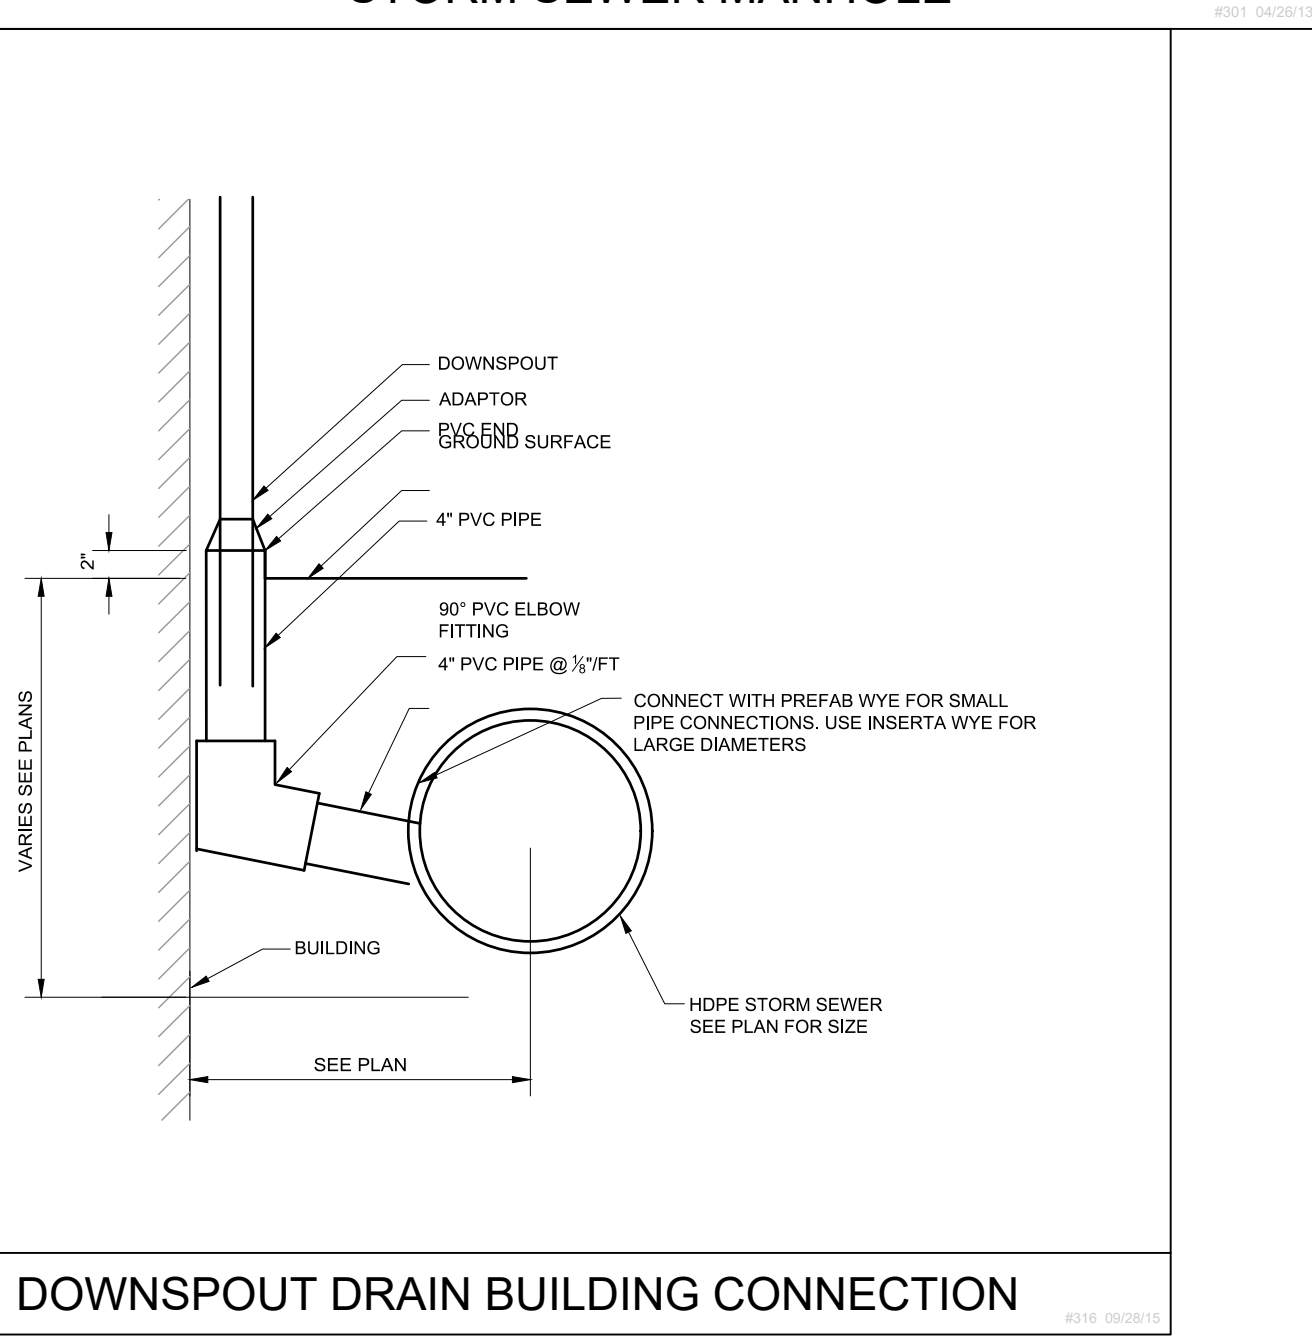 STORM SEWER MANHOLE
#301 04/26/13
DOWNSPOUT
ADAPTOR
PVC END
GROUND SURFACE
4" PVC PIPE
2"
90° PVC ELBOW
FITTING
4" PVC PIPE @ ⅛"/FT
CONNECT WITH PREFAB WYE FOR SMALL
PIPE CONNECTIONS. USE INSERTA WYE FOR
LARGE DIAMETERS
VARIES SEE PLANS
BUILDING
HDPE STORM SEWER
SEE PLAN FOR SIZE
SEE PLAN
DOWNSPOUT DRAIN BUILDING CONNECTION
#316 09/28/15